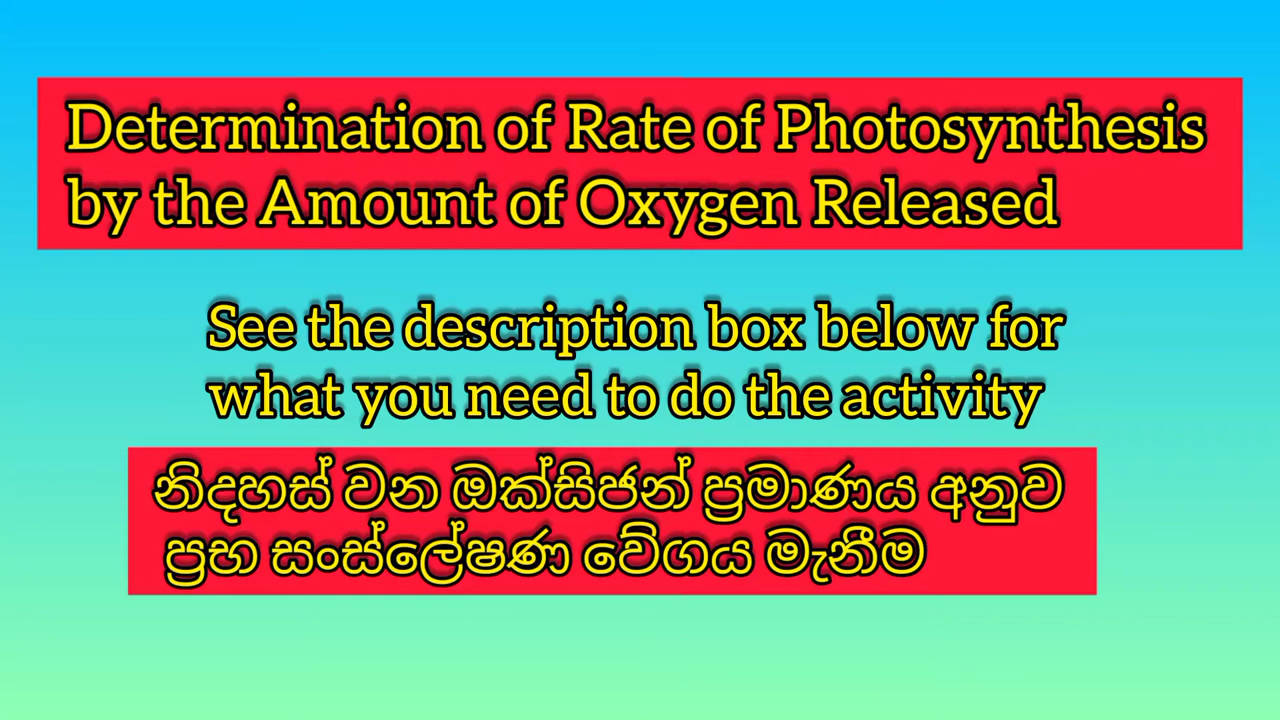 Determination of Rate of Photosynthesis
by the Amount of Oxygen Released
See the description box below for
what you need to do the activity
නිදහස් වන ඔක්සිජන් ප්‍රමාණය අනුව
ප්‍රභ සංස්ලේෂණ වේගය මැනීම